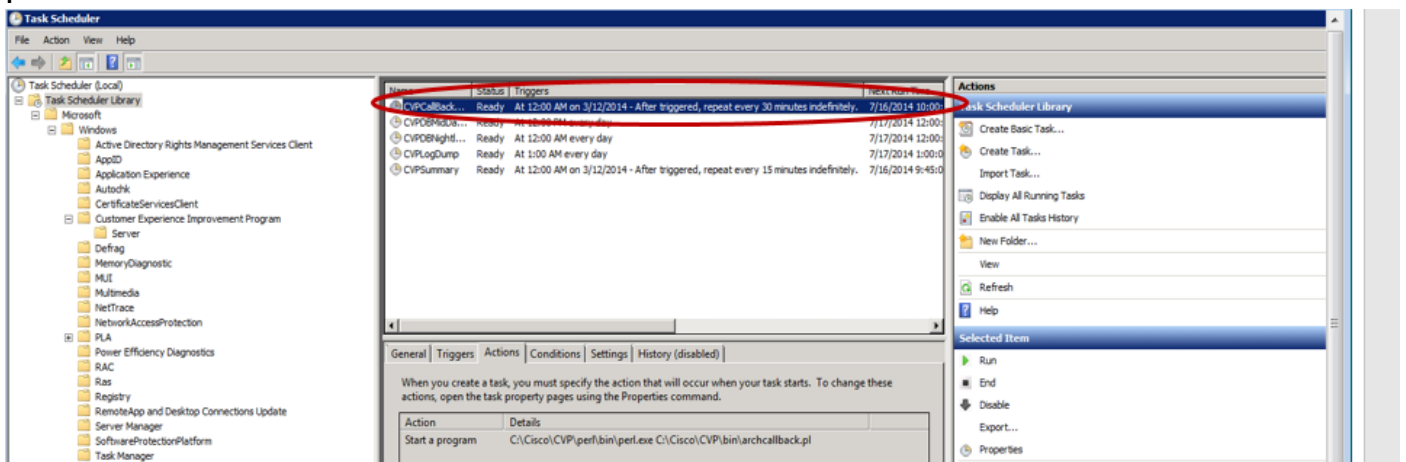 Task Scheduler
File Action View Help
Task Scheduler (Local)
Task Scheduler Library
Microsoft
Windows
Active Directory Rights Management Services Client
AppID
Application Experience
Autochk
CertificateServicesClient
Customer Experience Improvement Program
Server
Defrag
MemoryDiagnostic
MUI
Multimedia
NetTrace
NetworkAccessProtection
PLA
Power Efficiency Diagnostics
RAC
Ras
Registry
RemoteApp and Desktop Connections Update
Server Manager
SoftwareProtectionPlatform
Task Manager
Name Status Triggers Next Run Time
CVPCallBack... Ready At 12:00 AM on 3/12/2014 - After triggered, repeat every 30 minutes indefinitely. 7/16/2014 10:00:
CVPDBMidDa... Ready At 12:00 PM every day 7/17/2014 12:00:
CVPDBNightl... Ready At 12:00 AM every day 7/17/2014 12:00:
CVPLogDump Ready At 1:00 AM every day 7/17/2014 1:00:0
CVPSummary Ready At 12:00 AM on 3/12/2014 - After triggered, repeat every 15 minutes indefinitely. 7/16/2014 9:45:0
General Triggers Actions Conditions Settings History (disabled)
When you create a task, you must specify the action that will occur when your task starts. To change these
actions, open the task property pages using the Properties command.
Action Details
Start a program C:\Cisco\CVP\perl\bin\perl.exe C:\Cisco\CVP\bin\archcallback.pl
Actions
Task Scheduler Library
Create Basic Task...
Create Task...
Import Task...
Display All Running Tasks
Enable All Tasks History
New Folder...
View
Refresh
Help
Selected Item
Run
End
Disable
Export...
Properties